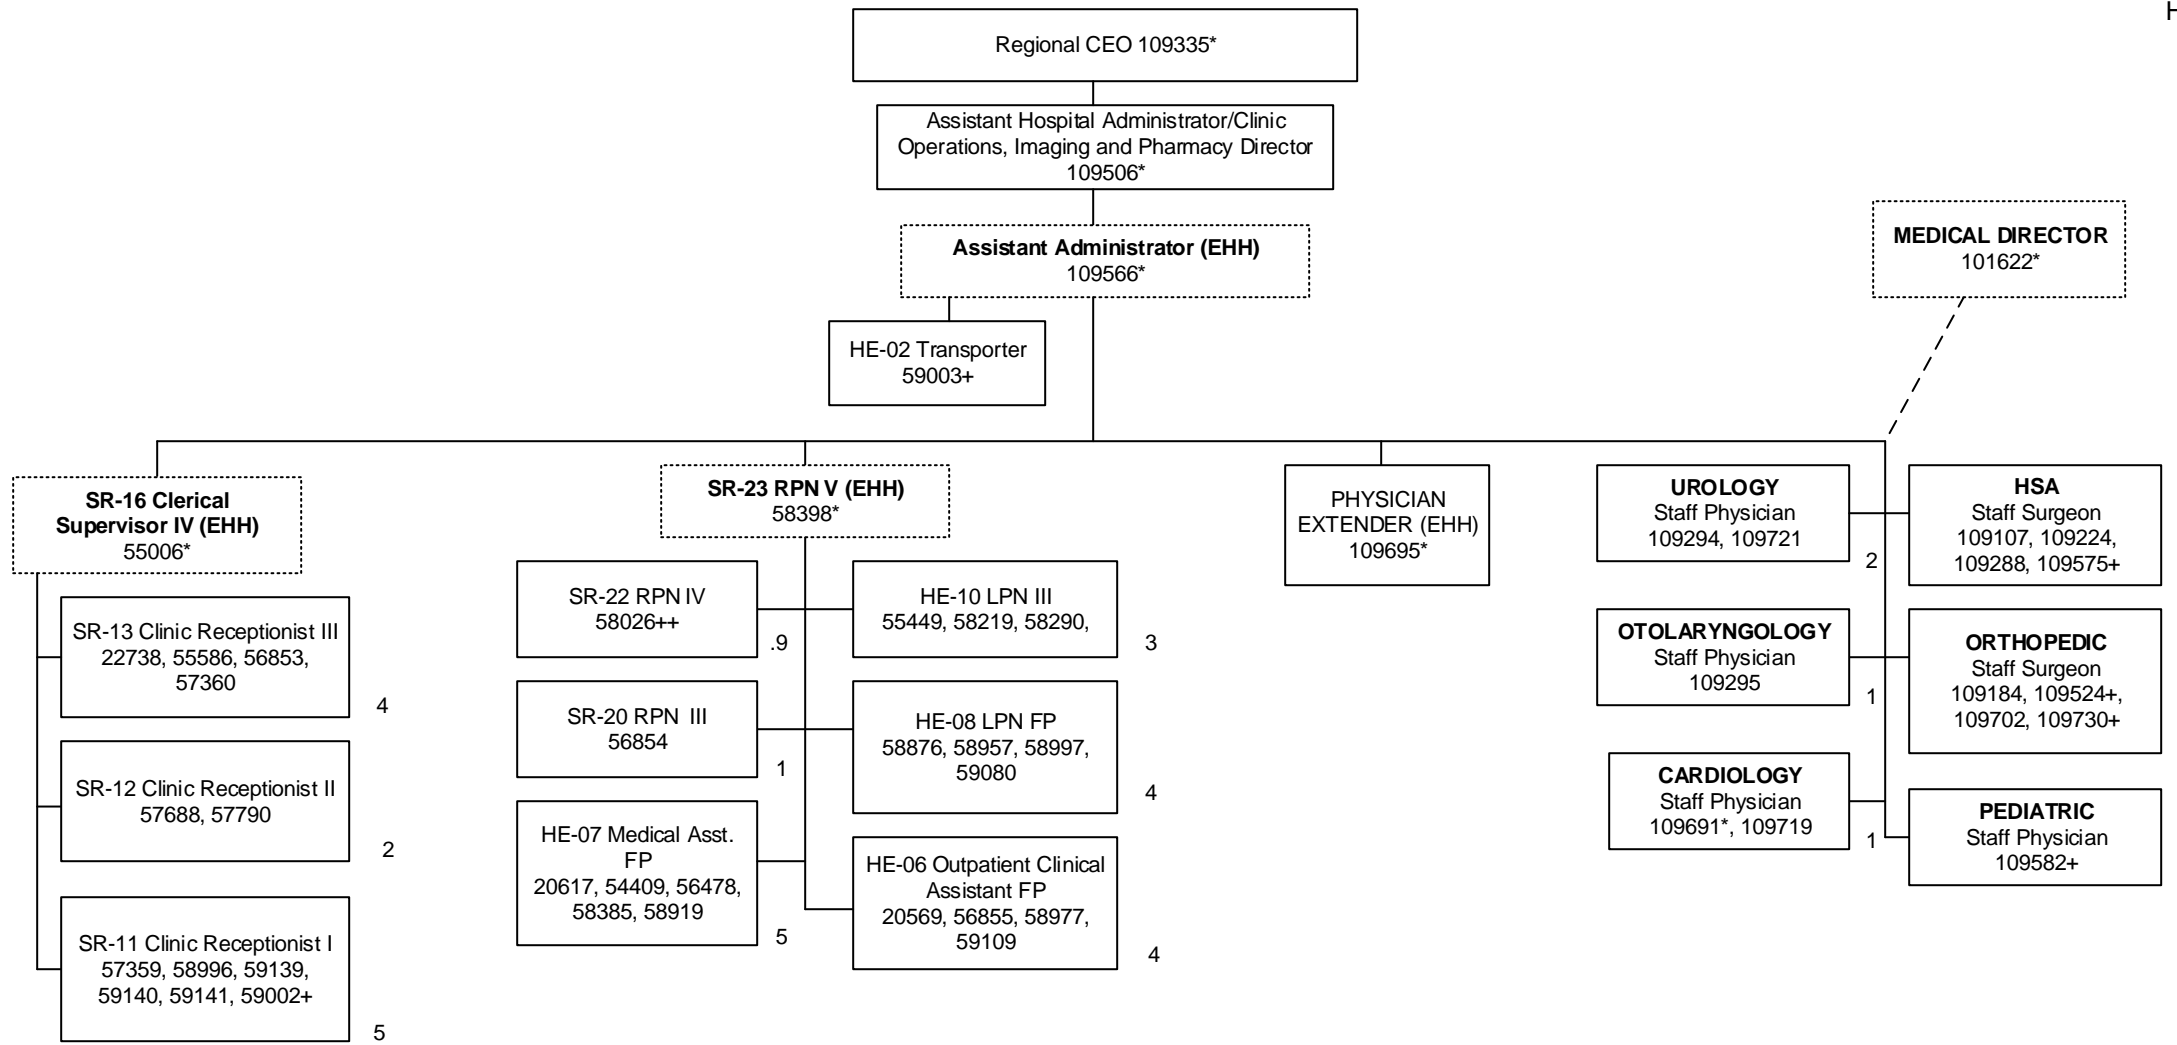 H
Regional CEO 109335*
Assistant Hospital Administrator/Clinic
Operations, Imaging and Pharmacy Director
109506*
Assistant Administrator (EHH)
109566*
MEDICAL DIRECTOR
101622*
HE-02 Transporter
59003+
SR-16 Clerical
Supervisor IV (EHH)
55006*
SR-13 Clinic Receptionist III
22738, 55586, 56853,
57360
4
SR-12 Clinic Receptionist II
57688, 57790
2
SR-11 Clinic Receptionist I
57359, 58996, 59139,
59140, 59141, 59002+
5
SR-23 RPN V (EHH)
58398*
SR-22 RPN IV
58026++
.9
HE-10 LPN III
55449, 58219, 58290,
3
SR-20 RPN III
56854
1
HE-08 LPN FP
58876, 58957, 58997,
59080
4
HE-07 Medical Asst.
FP
20617, 54409, 56478,
58385, 58919
5
HE-06 Outpatient Clinical
Assistant FP
20569, 56855, 58977,
59109
4
PHYSICIAN
EXTENDER (EHH)
109695*
UROLOGY
Staff Physician
109294, 109721
2
HSA
Staff Surgeon
109107, 109224,
109288, 109575+
OTOLARYNGOLOGY
Staff Physician
109295
1
ORTHOPEDIC
Staff Surgeon
109184, 109524+,
109702, 109730+
CARDIOLOGY
Staff Physician
109691*, 109719
1
PEDIATRIC
Staff Physician
109582+